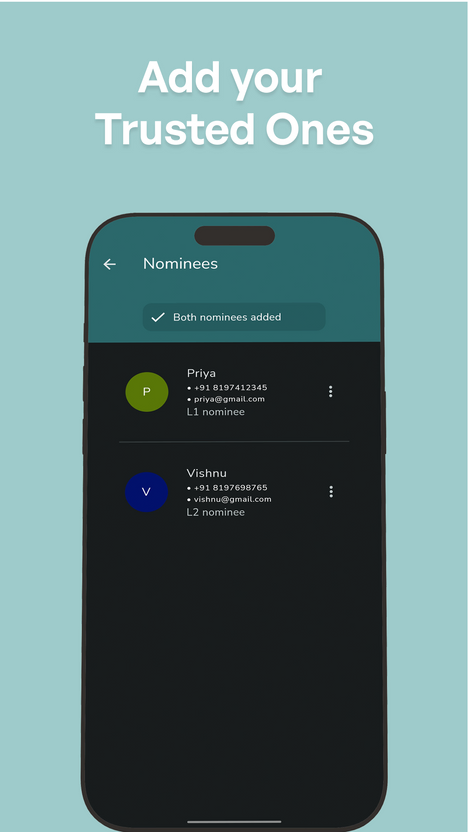 Add your
Trusted Ones
Nominees
Both nominees added
P
Priya
• +91 8197412345
• priya@gmail.com
L1 nominee
V
Vishnu
• +91 8197698765
• vishnu@gmail.com
L2 nominee